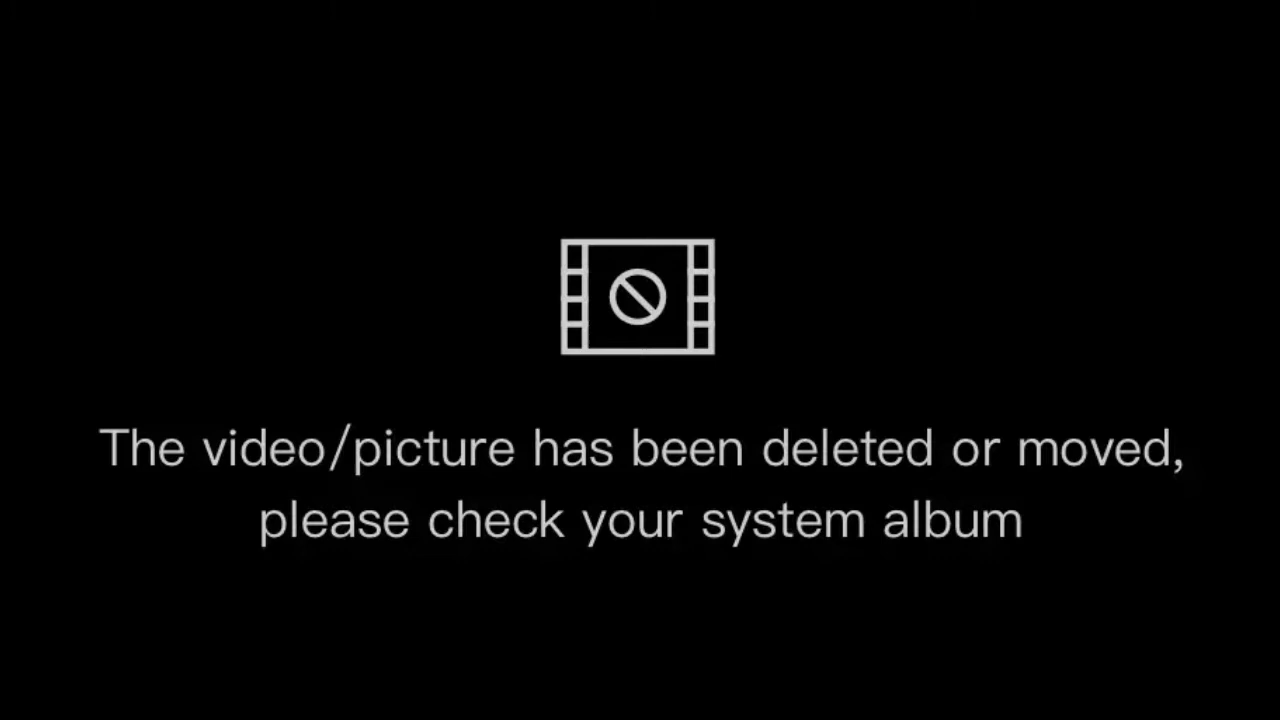 The video/picture has been deleted or moved,
please check your system album